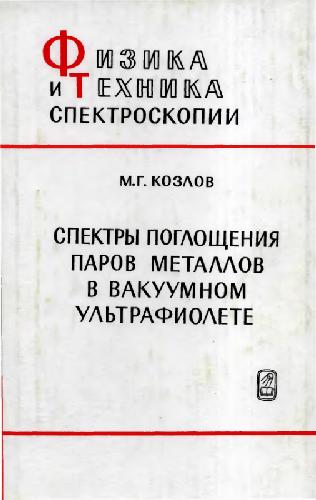 ФИЗИКА
И ТЕХНИКА
СПЕКТРОСКОПИИ
М.Г. КОЗЛОВ
СПЕКТРЫ ПОГЛОЩЕНИЯ
ПАРОВ МЕТАЛЛОВ
В ВАКУУМНОМ
УЛЬТРАФИОЛЕТЕ